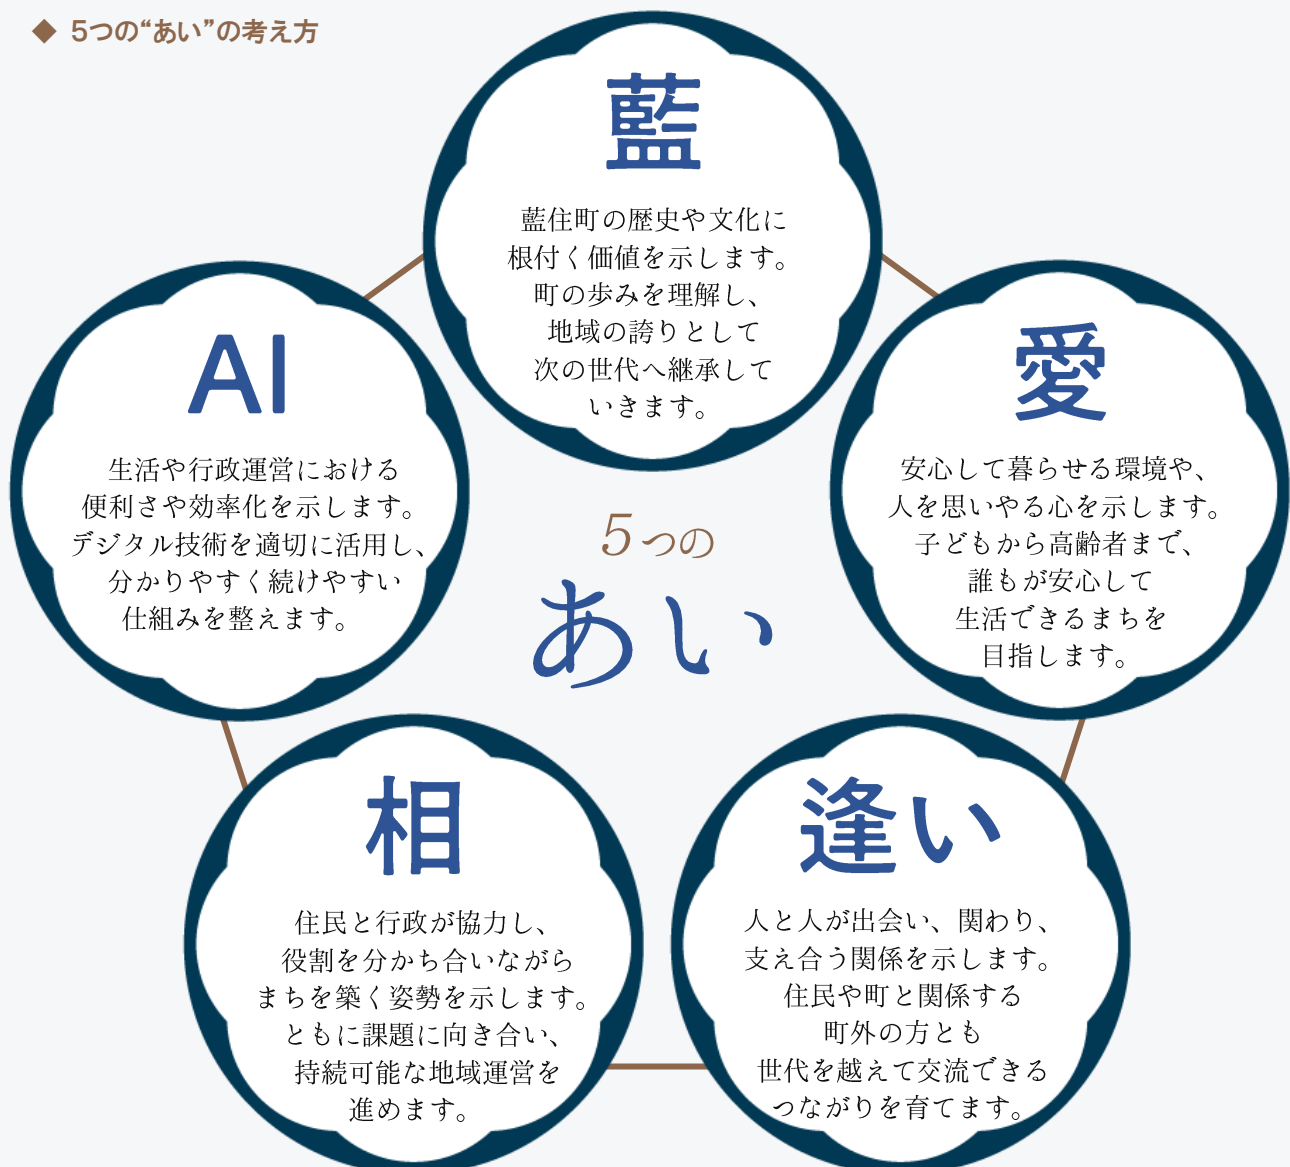 ◆ 5つの“あい”の考え方
藍
藍住町の歴史や文化に
根付く価値を示します。
町の歩みを理解し、
地域の誇りとして
次の世代へ継承して
いきます。
AI
生活や行政運営における
便利さや効率化を示します。
デジタル技術を適切に活用し、
分かりやすく続けやすい
仕組みを整えます。
愛
安心して暮らせる環境や、
人を思いやる心を示します。
子どもから高齢者まで、
誰もが安心して
生活できるまちを
目指します。
5つの
あい
相
住民と行政が協力し、
役割を分かち合いながら
まちを築く姿勢を示します。
ともに課題に向き合い、
持続可能な地域運営を
進めます。
逢い
人と人が出会い、関わり、
支え合う関係を示します。
住民や町と関係する
町外の方とも
世代を越えて交流できる
つながりを育てます。